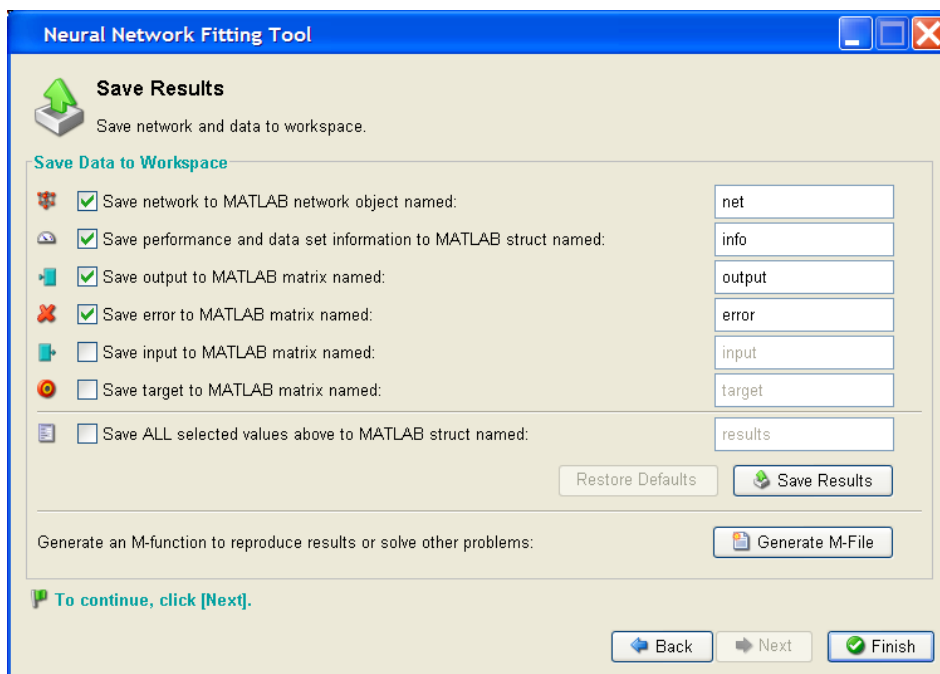 Neural Network Fitting Tool
Save Results
Save network and data to workspace.
Save Data to Workspace
Save network to MATLAB network object named: net
Save performance and data set information to MATLAB struct named: info
Save output to MATLAB matrix named: output
Save error to MATLAB matrix named: error
Save input to MATLAB matrix named: input
Save target to MATLAB matrix named: target
Save ALL selected values above to MATLAB struct named: results
Restore Defaults Save Results
Generate an M-function to reproduce results or solve other problems: Generate M-File
To continue, click [Next].
Back Next Finish